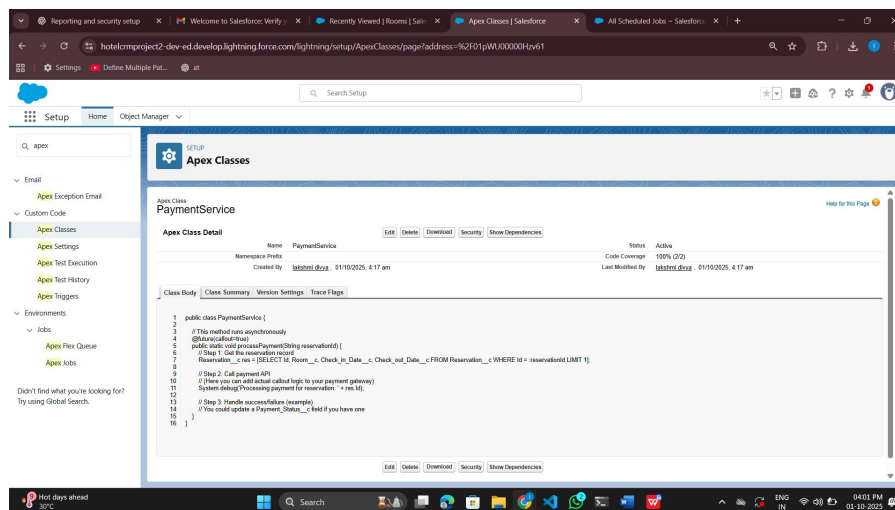 Reporting and security setup
Welcome to Salesforce: Verify y
Recently Viewed | Rooms | Sale
Apex Classes | Salesforce
All Scheduled Jobs ~ Salesforc
hotelcrmproject2-dev-ed.develop.lightning.force.com/lightning/setup/ApexClasses/page?address=%2F01pWU00000Hzv61
Settings
Define Multiple Pat...
at
Search Setup
Setup
Home
Object Manager
apex
SETUP
Apex Classes
Email
Apex Exception Email
Custom Code
Apex Classes
Apex Settings
Apex Test Execution
Apex Test History
Apex Triggers
Environments
Jobs
Apex Flex Queue
Apex Jobs
Didn't find what you're looking for?
Try using Global Search.
Apex Class
PaymentService
Help for this Page
Apex Class Detail
Edit Delete Download Security Show Dependencies
Name PaymentService Status Active
Namespace Prefix Code Coverage 100% (2/2)
Created By lakshmi divya , 01/10/2025, 4:17 am Last Modified By lakshmi divya , 01/10/2025, 4:17 am
Class Body Class Summary Version Settings Trace Flags
1 public class PaymentService {
2
3 // This method runs asynchronously
4 @future(callout=true)
5 public static void processPayment(String reservationId) {
6 // Step 1: Get the reservation record
7 Reservation__c res = [SELECT Id, Room__c, Check_in_Date__c, Check_out_Date__c FROM Reservation__c WHERE Id = :reservationId LIMIT 1];
8
9 // Step 2: Call payment API
10 // (Here you can add actual callout logic to your payment gateway)
11 System.debug('Processing payment for reservation: ' + res.Id);
12
13 // Step 3: Handle success/failure (example)
14 // You could update a Payment_Status__c field if you have one
15 }
16 }
Edit Delete Download Security Show Dependencies
Hot days ahead
30°C
Search
ENG
IN
04:01 PM
01-10-2025